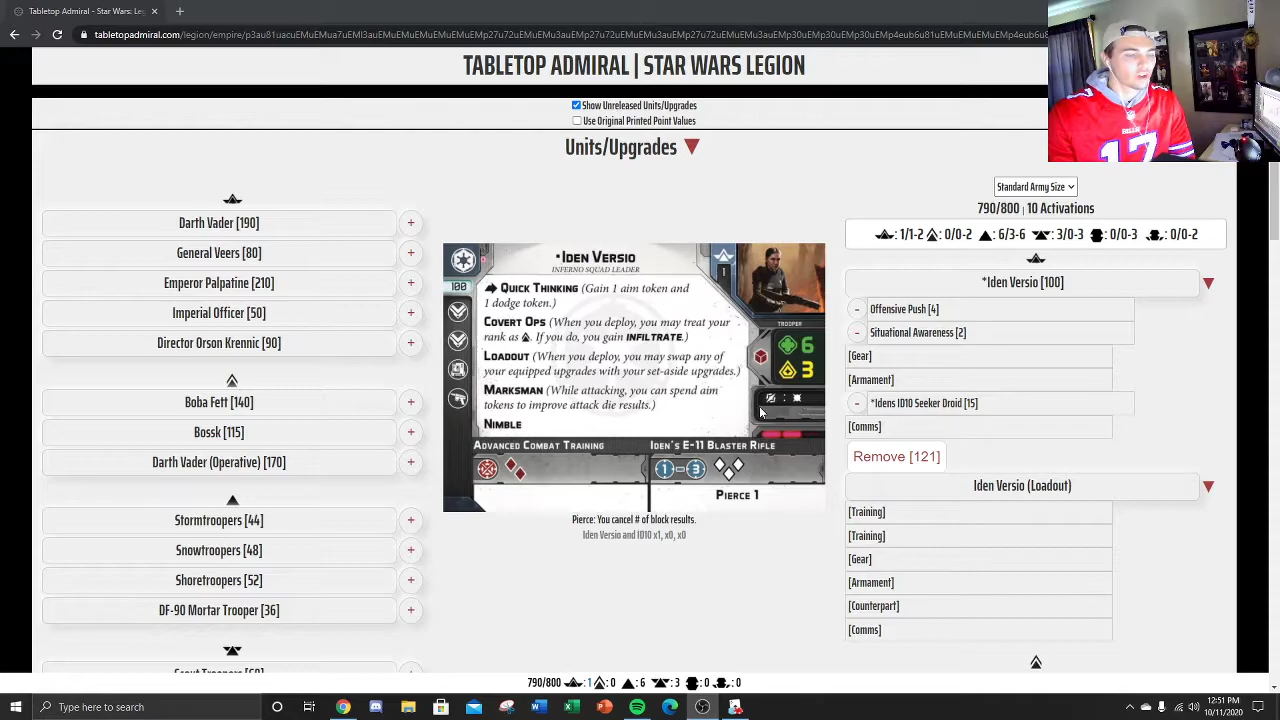 Tabletop Admiral | Star Wars Leg
tabletopadmiral.com/legion/empire/
TABLETOP ADMIRAL | STAR WARS LEGION
Show Unreleased Units/Upgrades
Use Original Printed Point Values
Units/Upgrades
Standard Army Size
790/800 | 10 Activations
: 1/1-2 : 0/0-2 : 6/3-6 : 3/0-3 : 0/0-3 : 0/0-2
Darth Vader [190] +
General Veers [80] +
Emperor Palpatine [210] +
Imperial Officer [50] +
Director Orson Krennic [90] +
Boba Fett [140] +
Bossk [115] +
Darth Vader (Operative) [170] +
Stormtroopers [44] +
Snowtroopers [48] +
Shoretroopers [52] +
DF-90 Mortar Trooper [36] +
Scout Troopers [60]
•IDEN VERSIO
INFERNO SQUAD LEADER
100
1
QUICK THINKING (Gain 1 aim token and
1 dodge token.)
COVERT OPS (When you deploy, you may treat your
rank as . If you do, you gain INFILTRATE.)
LOADOUT (When you deploy, you may swap any of
your equipped upgrades with your set-aside upgrades.)
MARKSMAN (While attacking, you can spend aim
tokens to improve attack die results.)
NIMBLE
TROOPER
6
3
ADVANCED COMBAT TRAINING
IDEN'S E-11 BLASTER RIFLE
1 – 3
PIERCE 1
Pierce: You cancel # of block results.
Iden Versio and ID10 x1, x0, x0
*Iden Versio [100]
- Offensive Push [4]
- Situational Awareness [2]
[Gear]
[Armament]
- *Idens ID10 Seeker Droid [15]
[Comms]
Remove [121]
Iden Versio (Loadout)
[Training]
[Training]
[Gear]
[Armament]
[Counterpart]
[Comms]
790/800 : 1 : 0 : 6 : 3 : 0 : 0
BILLS
17
Type here to search
12:51 PM
10/11/2020